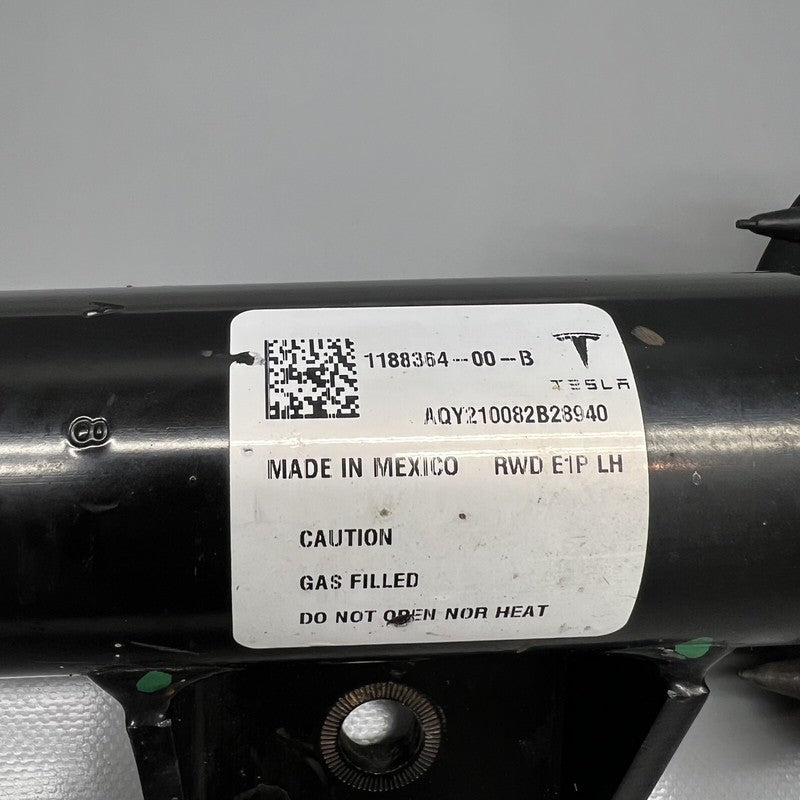 1188364-00-B
TESLA
AQY210082B28940
MADE IN MEXICO RWD E1P LH
CAUTION
GAS FILLED
DO NOT OPEN NOR HEAT